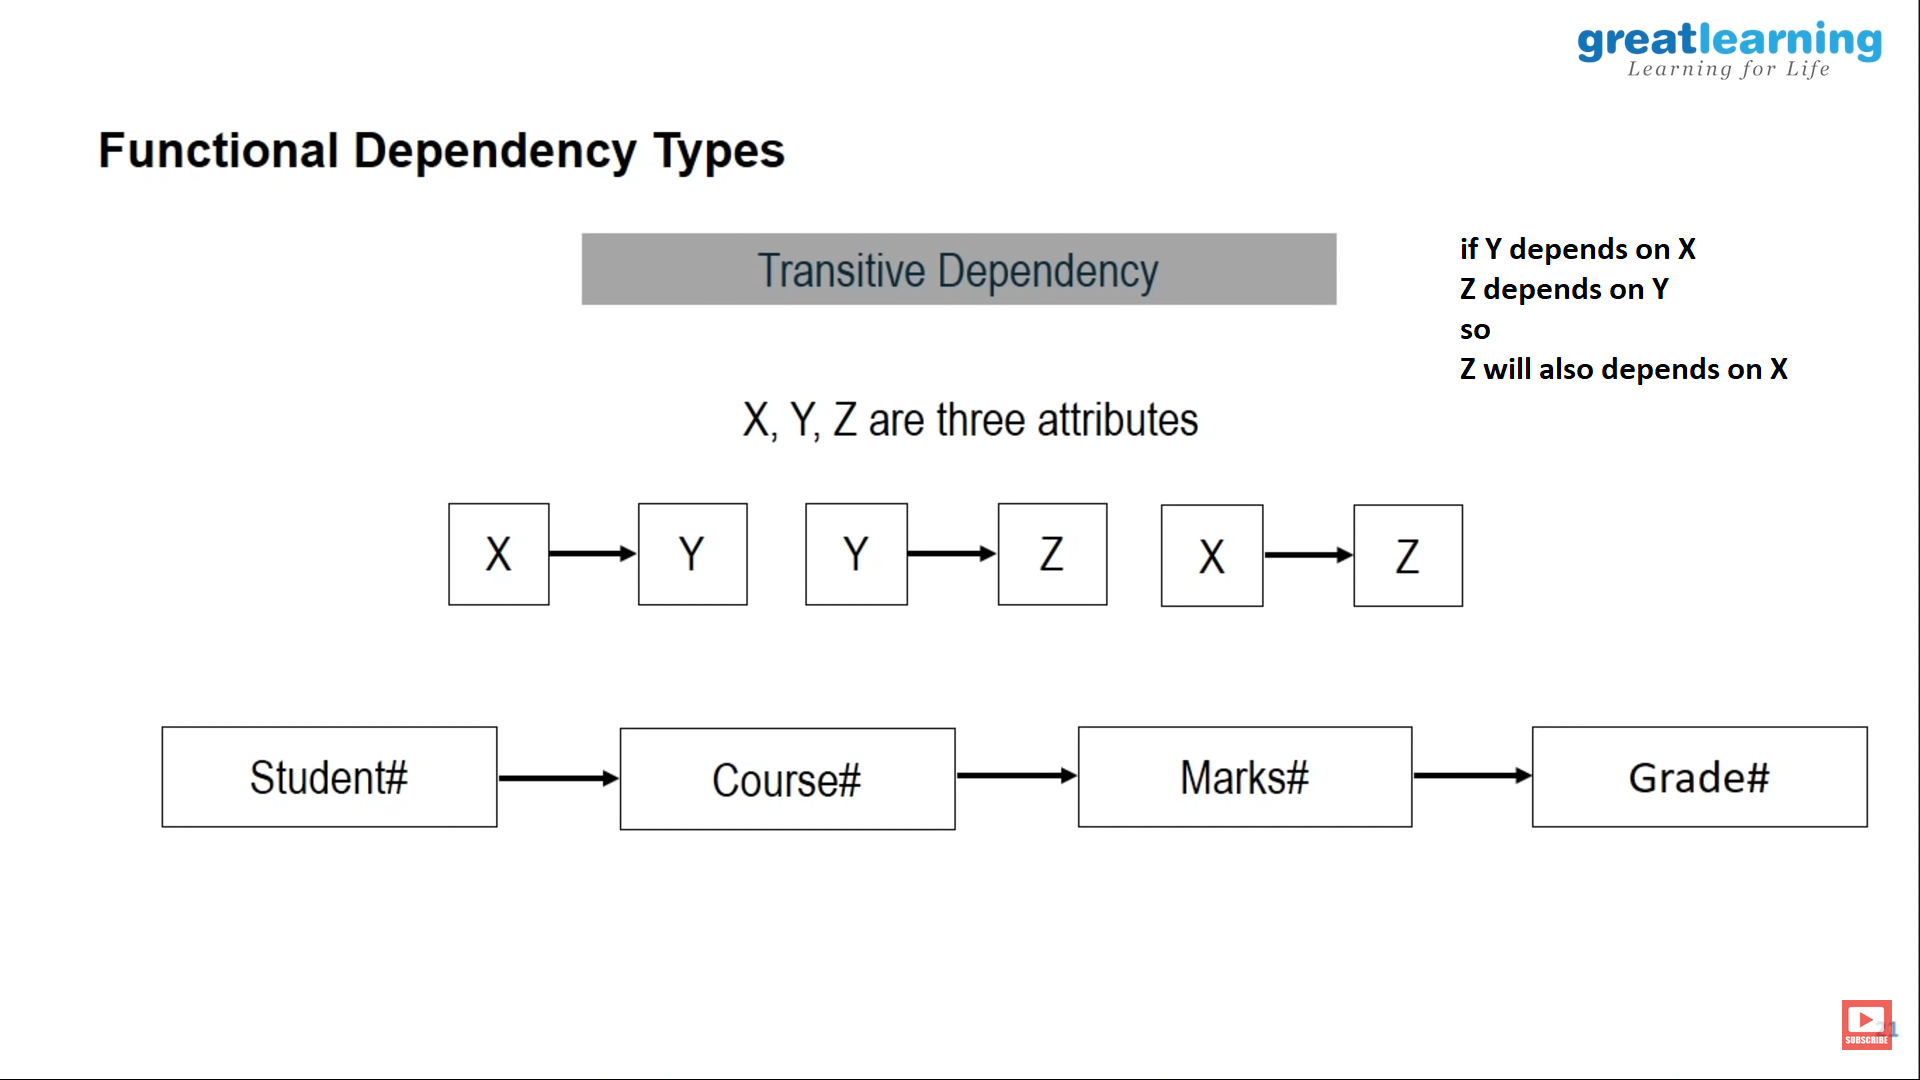 greatlearning
Learning for Life
Functional Dependency Types
Transitive Dependency
if Y depends on X
Z depends on Y
so
Z will also depends on X
X, Y, Z are three attributes
X Y Y Z X Z
Student# Course# Marks# Grade#
SUBSCRIBE
21